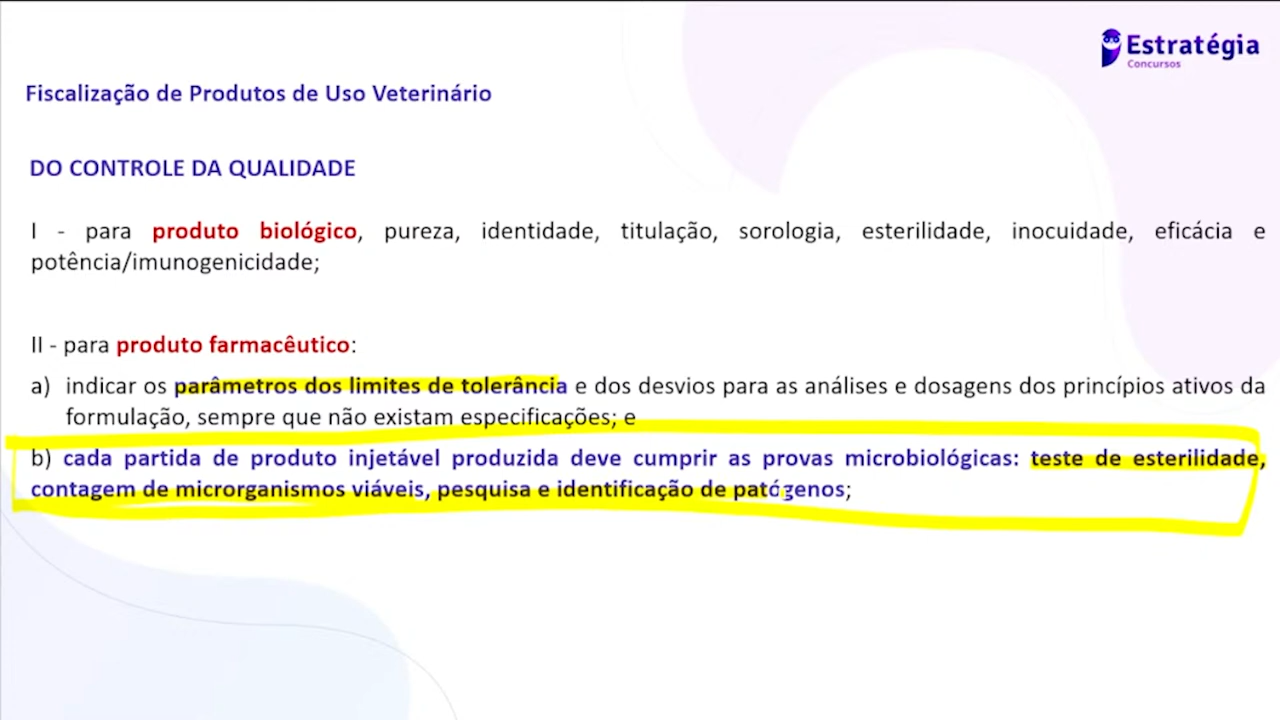 Estratégia
Concursos
Fiscalização de Produtos de Uso Veterinário
DO CONTROLE DA QUALIDADE
I - para produto biológico, pureza, identidade, titulação, sorologia, esterilidade, inocuidade, eficácia e
potência/imunogenicidade;
II - para produto farmacêutico:
a) indicar os parâmetros dos limites de tolerância e dos desvios para as análises e dosagens dos princípios ativos da
formulação, sempre que não existam especificações; e
b) cada partida de produto injetável produzida deve cumprir as provas microbiológicas: teste de esterilidade,
contagem de microrganismos viáveis, pesquisa e identificação de patógenos;